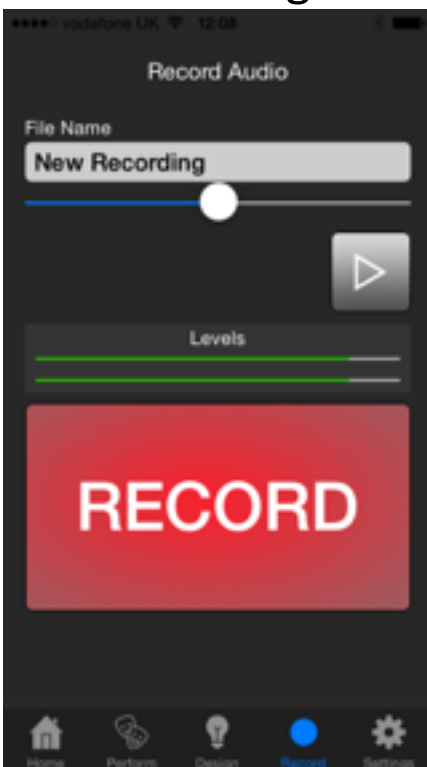 vodafone UK 12:08
Record Audio
File Name
New Recording
Levels
RECORD
Home Perform Design Record Settings